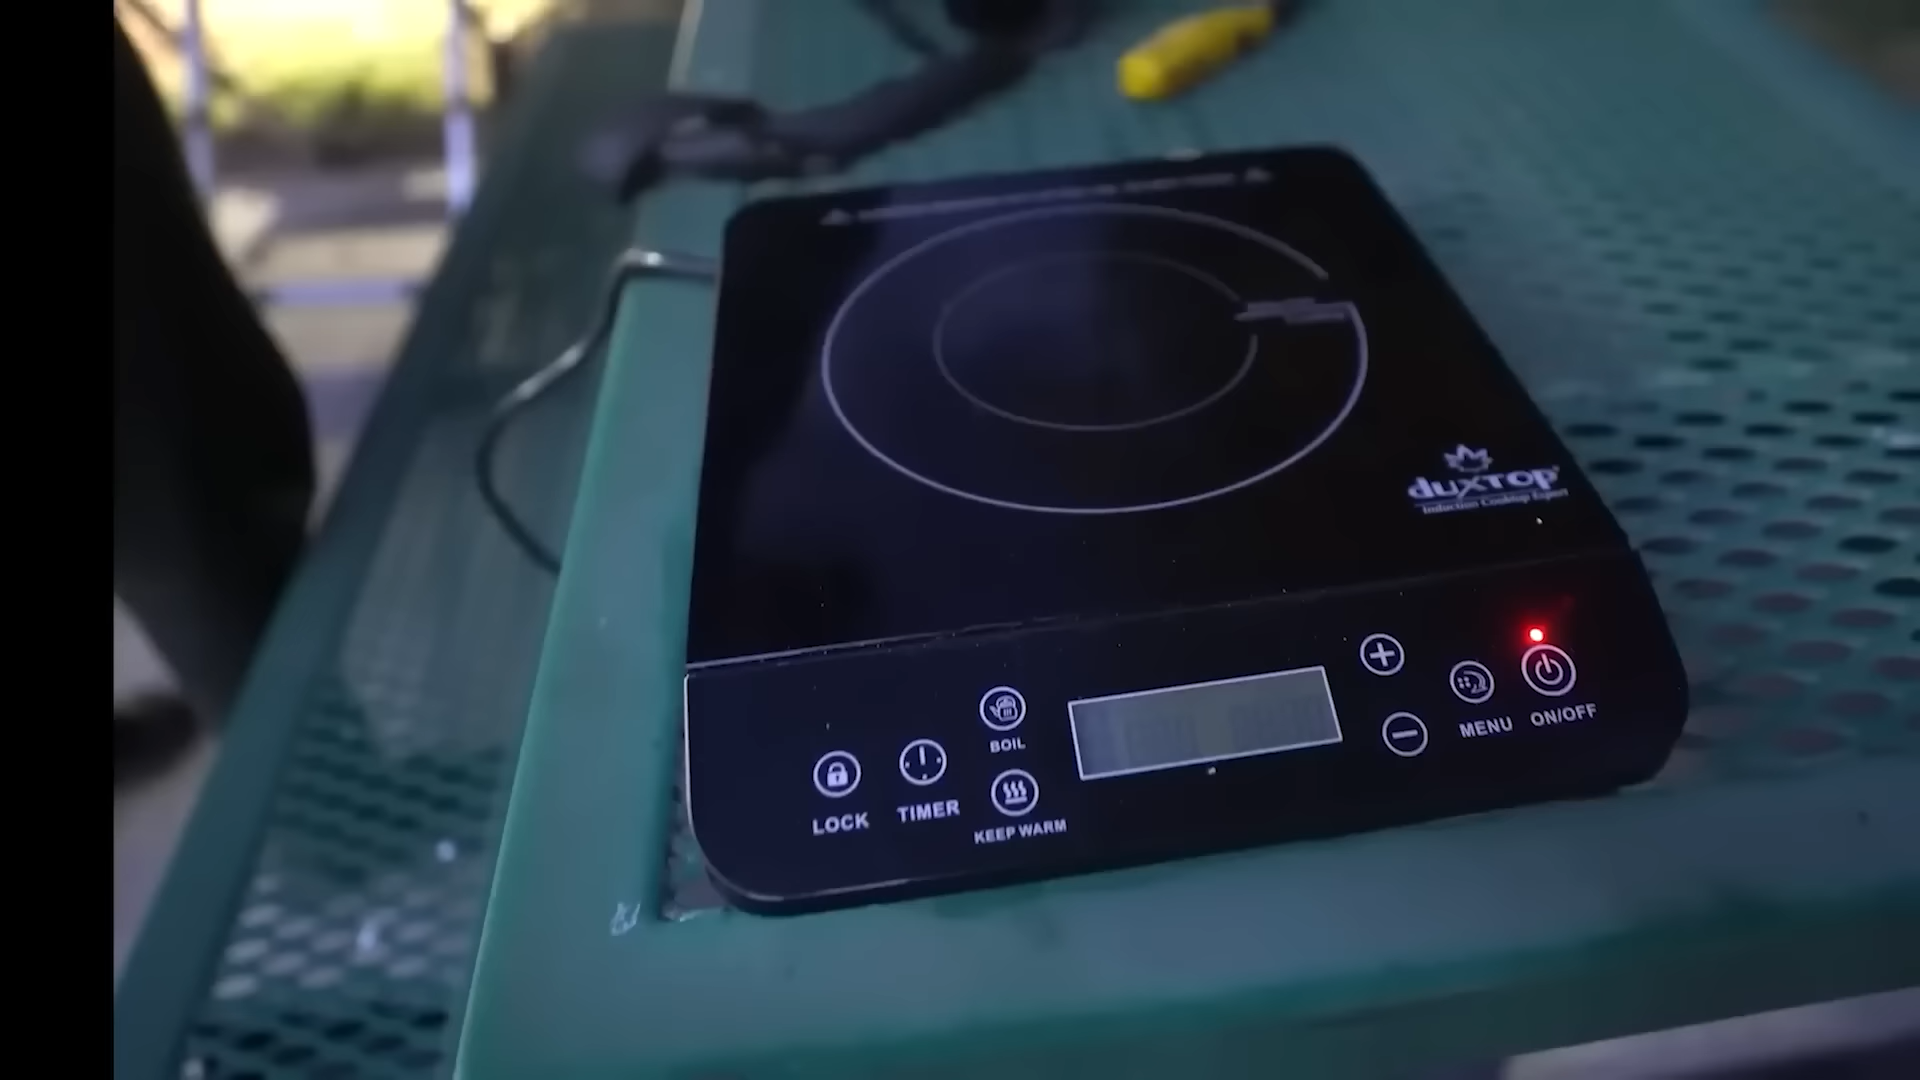 duxtop
Induction Cooktop Expert
BOIL
LOCK
TIMER
KEEP WARM
MENU
ON/OFF